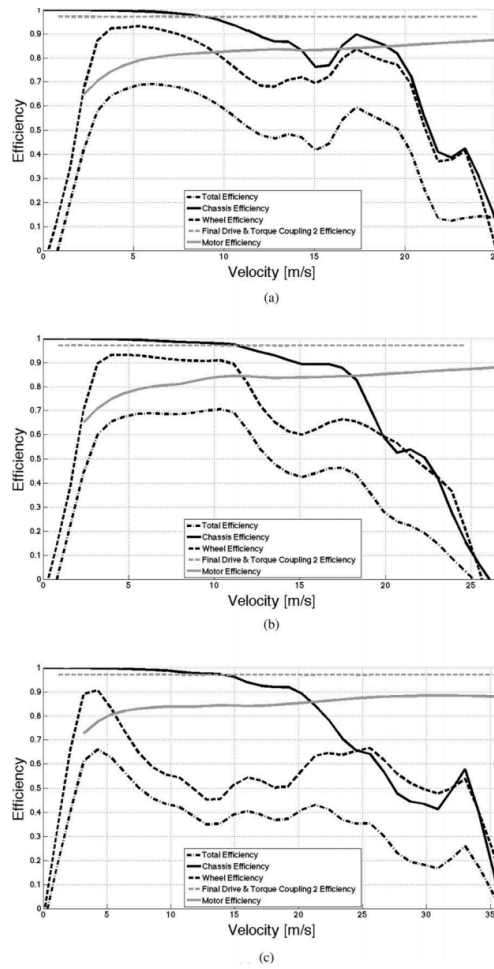 1
0.9
0.8
0.7
0.6
0.5
0.4
0.3
0.2
0.1
0
Efficiency
Total Efficiency
Chassis Efficiency
Wheel Efficiency
Final Drive & Torque Coupling 2 Efficiency
Motor Efficiency
0 5 10 15 20 25
Velocity [m/s]
(a)
1
0.9
0.8
0.7
0.6
0.5
0.4
0.3
0.2
0.1
0
Efficiency
Total Efficiency
Chassis Efficiency
Wheel Efficiency
Final Drive & Torque Coupling 2 Efficiency
Motor Efficiency
0 5 10 15 20 25
Velocity [m/s]
(b)
1
0.9
0.8
0.7
0.6
0.5
0.4
0.3
0.2
0.1
0
Efficiency
Total Efficiency
Chassis Efficiency
Wheel Efficiency
Final Drive & Torque Coupling 2 Efficiency
Motor Efficiency
0 5 10 15 20 25 30 35
Velocity [m/s]
(c)